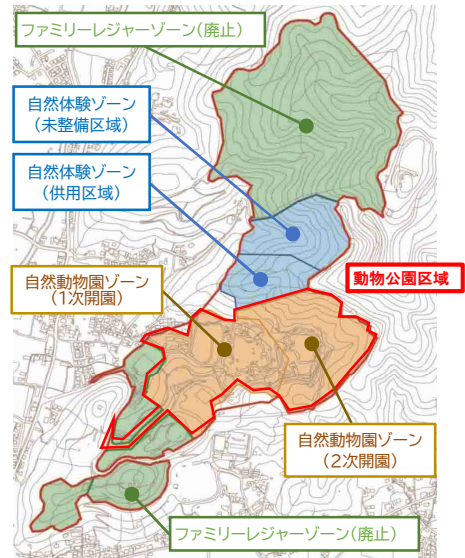 ファミリーレジャーゾーン(廃止)
自然体験ゾーン
(未整備区域)
自然体験ゾーン
(供用区域)
動物公園区域
自然動物園ゾーン
(1次開園)
自然動物園ゾーン
(2次開園)
ファミリーレジャーゾーン(廃止)